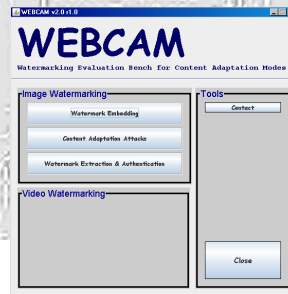 WEBCAM v2.0 r1.0
WEBCAM
Watermarking Evaluation Bench for Content Adaptation Modes
Image Watermarking
Watermark Embedding
Content Adaptation Attacks
Watermark Extraction & Authentication
Video Watermarking
Tools
Contact
Close